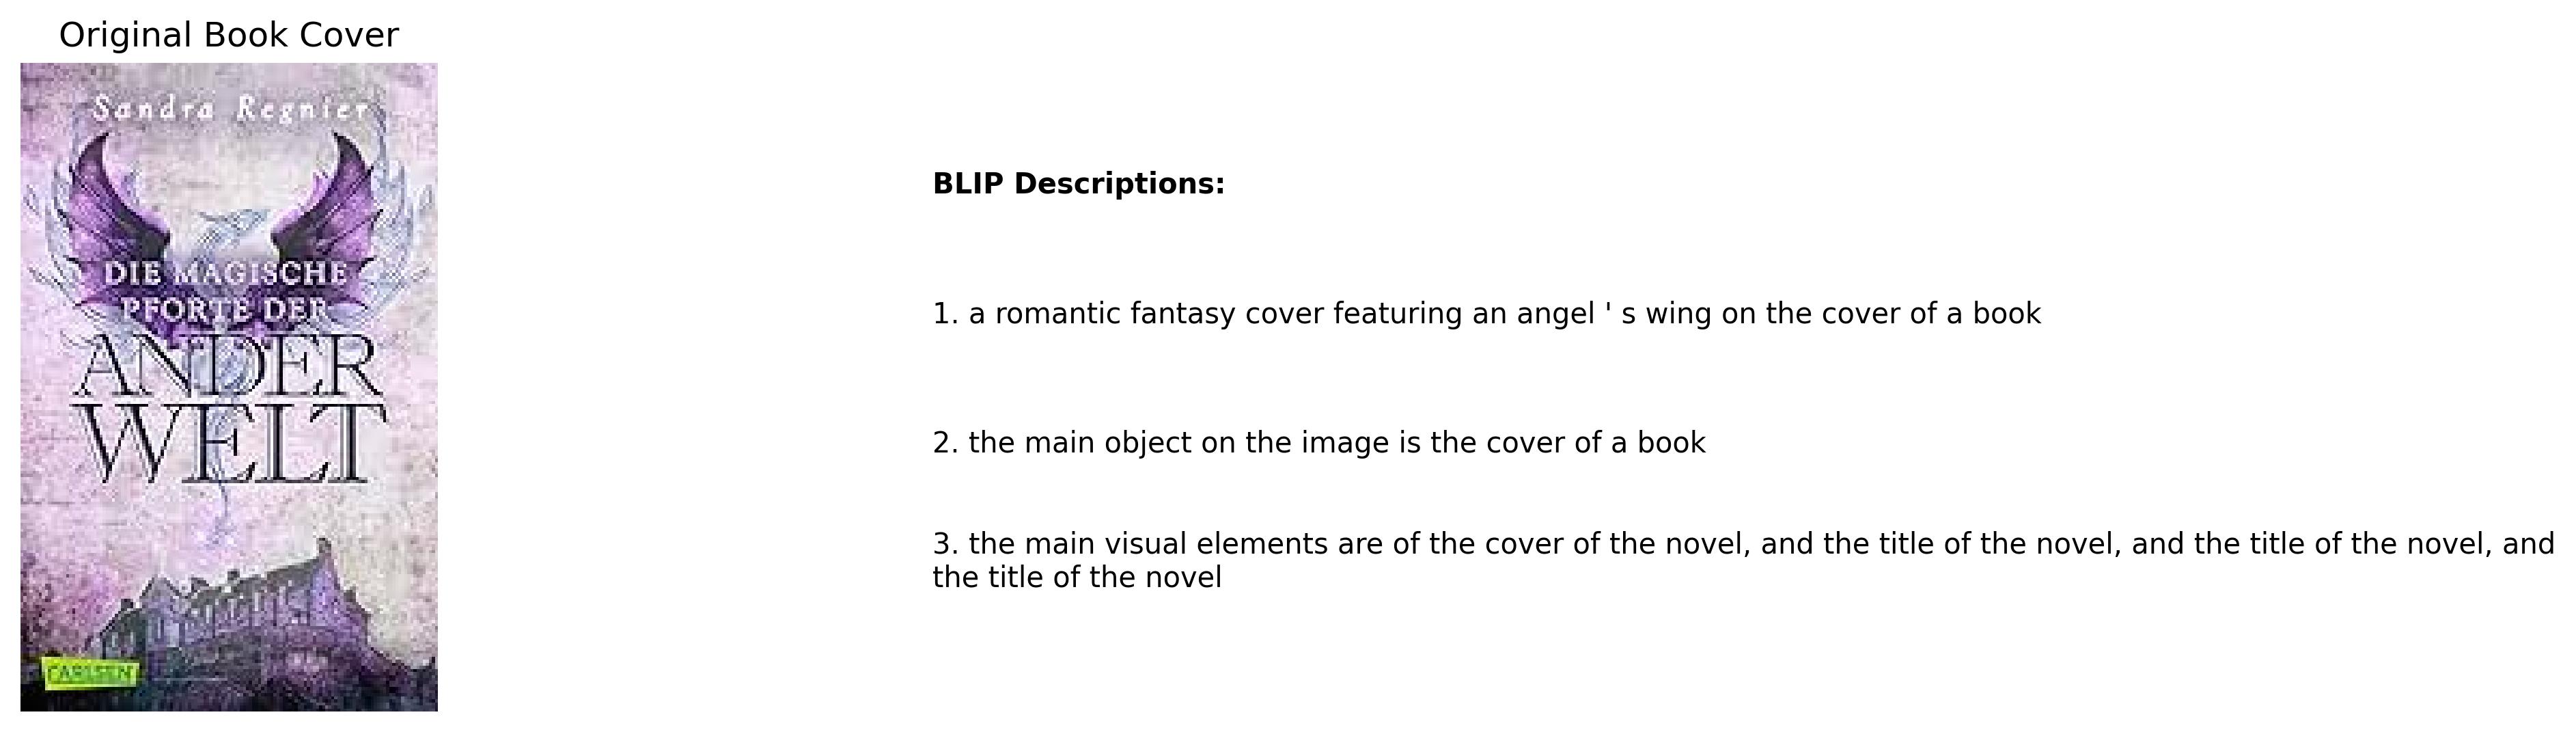 Original Book Cover
Sandra Regnier
DIE MAGISCHE
PFORTE DER
ANDER
WELT
CARLSEN
BLIP Descriptions:
1. a romantic fantasy cover featuring an angel ' s wing on the cover of a book
2. the main object on the image is the cover of a book
3. the main visual elements are of the cover of the novel, and the title of the novel, and the title of the novel, and
the title of the novel